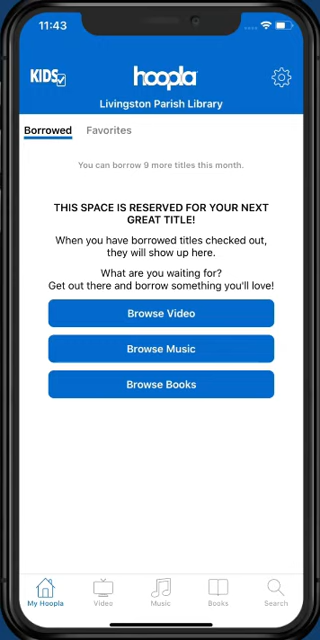 11:43
KIDS
hoopla
Livingston Parish Library
Borrowed Favorites
You can borrow 9 more titles this month.
THIS SPACE IS RESERVED FOR YOUR NEXT
GREAT TITLE!
When you have borrowed titles checked out,
they will show up here.
What are you waiting for?
Get out there and borrow something you'll love!
Browse Video
Browse Music
Browse Books
My Hoopla Video Music Books Search